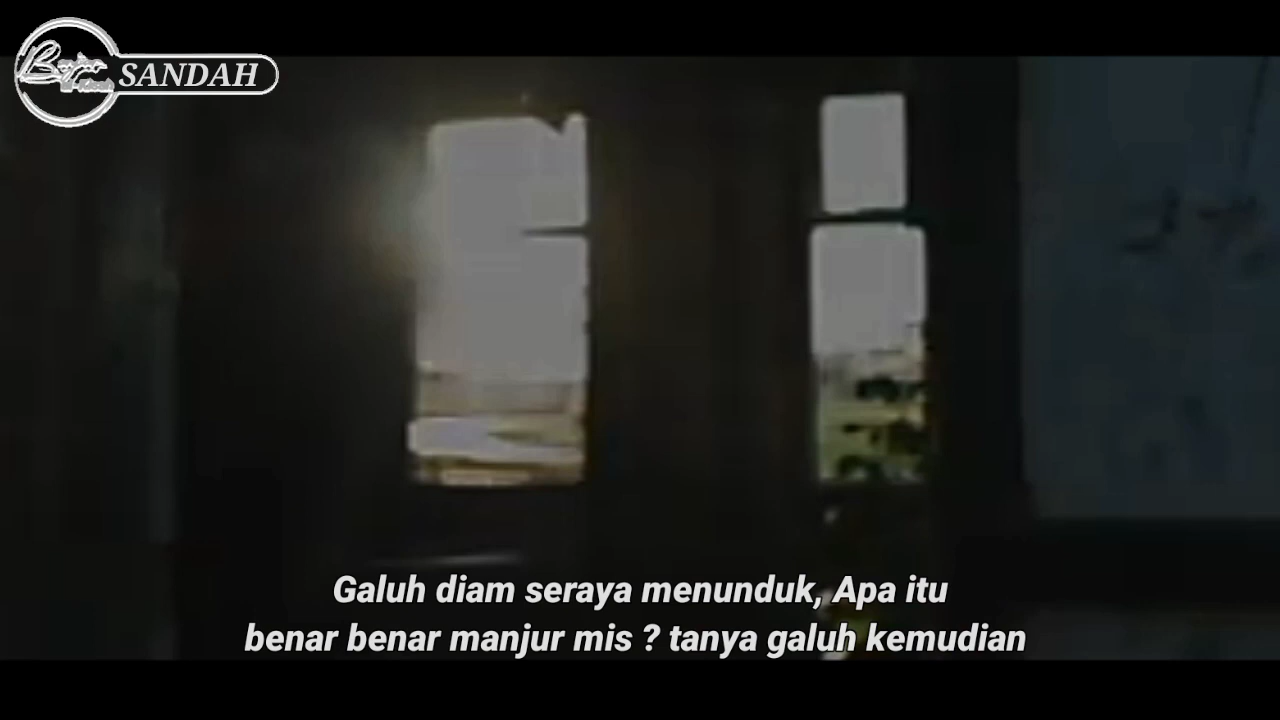 SANDAH
Galuh diam seraya menunduk, Apa itu
benar benar manjur mis ? tanya galuh kemudian